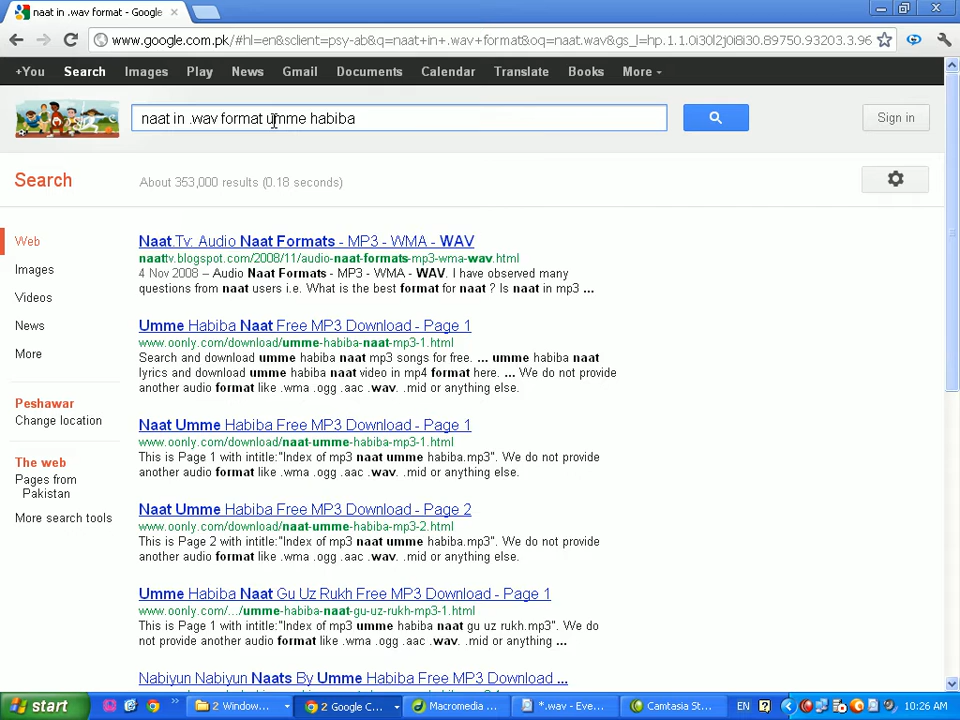 naat in .wav format - Google
www.google.com.pk/#hl=en&sclient=psy-ab&q=naat+in+.wav+format&oq=naat.wav&gs_l=hp.1.1.0i30l2j0i8i30.89750.93203.3.96
+You Search Images Play News Gmail Documents Calendar Translate Books More
naat in .wav format umme habiba
Sign in
Search
About 353,000 results (0.18 seconds)
Web
Images
Videos
News
More
Peshawar
Change location
The web
Pages from
Pakistan
More search tools
Naat.Tv: Audio Naat Formats - MP3 - WMA - WAV
naattv.blogspot.com/2008/11/audio-naat-formats-mp3-wma-wav.html
4 Nov 2008 – Audio Naat Formats - MP3 - WMA - WAV. I have observed many
questions from naat users i.e. What is the best format for naat ? Is naat in mp3 ...
Umme Habiba Naat Free MP3 Download - Page 1
www.oonly.com/download/umme-habiba-naat-mp3-1.html
Search and download umme habiba naat mp3 songs for free. ... umme habiba naat
lyrics and download umme habiba naat video in mp4 format here. ... We do not provide
another audio format like .wma .ogg .aac .wav. .mid or anything else.
Naat Umme Habiba Free MP3 Download - Page 1
www.oonly.com/download/naat-umme-habiba-mp3-1.html
This is Page 1 with intitle:"Index of mp3 naat umme habiba.mp3". We do not provide
another audio format like .wma .ogg .aac .wav. .mid or anything else.
Naat Umme Habiba Free MP3 Download - Page 2
www.oonly.com/download/naat-umme-habiba-mp3-2.html
This is Page 2 with intitle:"Index of mp3 naat umme habiba.mp3". We do not provide
another audio format like .wma .ogg .aac .wav. .mid or anything else.
Umme Habiba Naat Gu Uz Rukh Free MP3 Download - Page 1
www.oonly.com/.../umme-habiba-naat-gu-uz-rukh-mp3-1.html
This is Page 1 with intitle:"Index of mp3 umme habiba naat gu uz rukh.mp3". We do
not provide another audio format like .wma .ogg .aac .wav. .mid or anything ...
Nabiyun Nabiyun Naats By Umme Habiba Free MP3 Download ...
start
2 Window...
2 Google C...
Macromedia ...
*.wav - Eve...
Camtasia St...
EN
10:26 AM